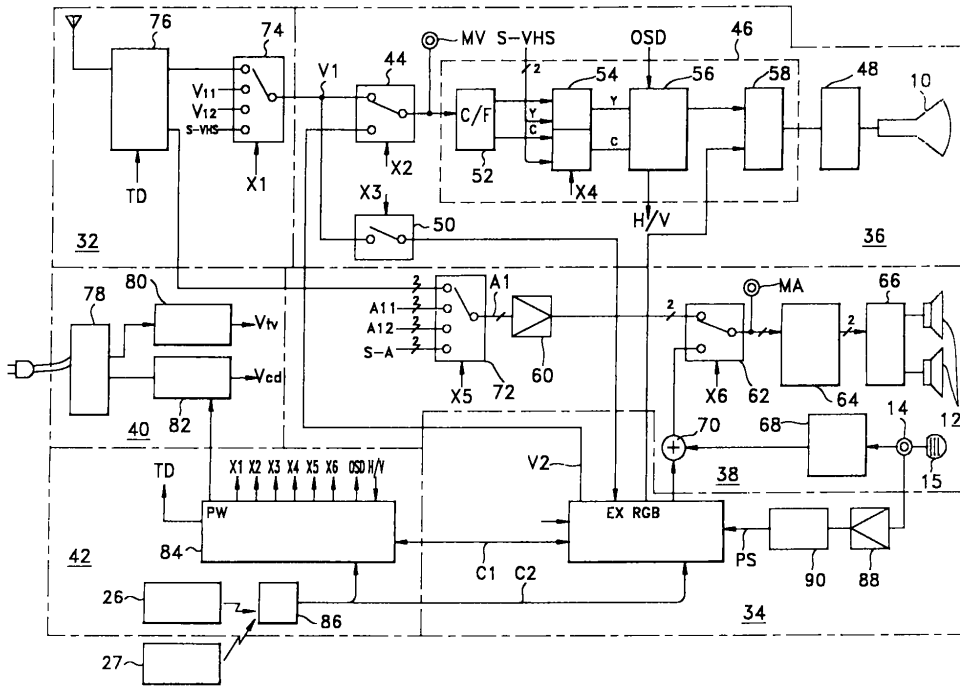 76
74
44
MV
S-VHS
2
OSD
46
54
56
58
48
10
V1
V11
V12
S-VHS
C/F
Y
Y
C
C
52
TD
X1
X2
X3
X4
50
H/V
32
36
80
78
Vtv
Vcd
82
40
2
A11
2
A12
2
S-A
2
A1
X5
72
60
2
MA
66
2
X6
62
64
12
14
70
68
15
38
TD
X1
X2
X3
X4
X5
X6
OSD
H/V
V2
PW
84
EX RGB
42
C1
C2
PS
90
88
26
86
27
34